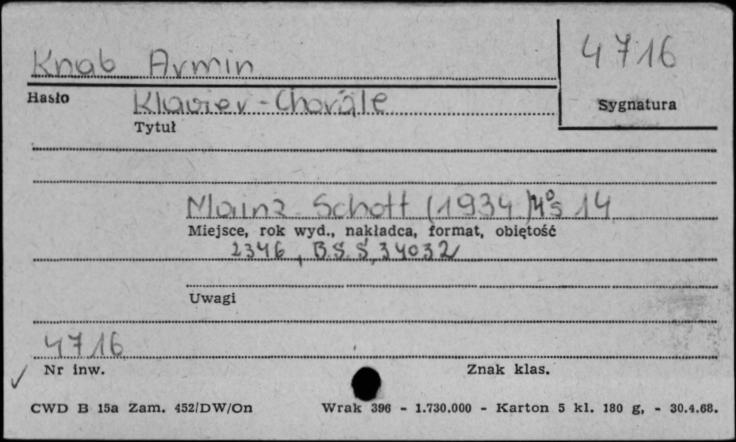 Knab Armin
4716
Hasło
Klavier-Choräle
Sygnatura
Tytuł
Mainz Schott (1934) 4° s 14
Miejsce, rok wyd., nakładca, format, objętość
2346, B.S.S. 34032
Uwagi
4716
Nr inw.
Znak klas.
CWD B 15a Zam. 452/DW/On Wrak 396 - 1.730.000 - Karton 5 kl. 180 g, - 30.4.68.